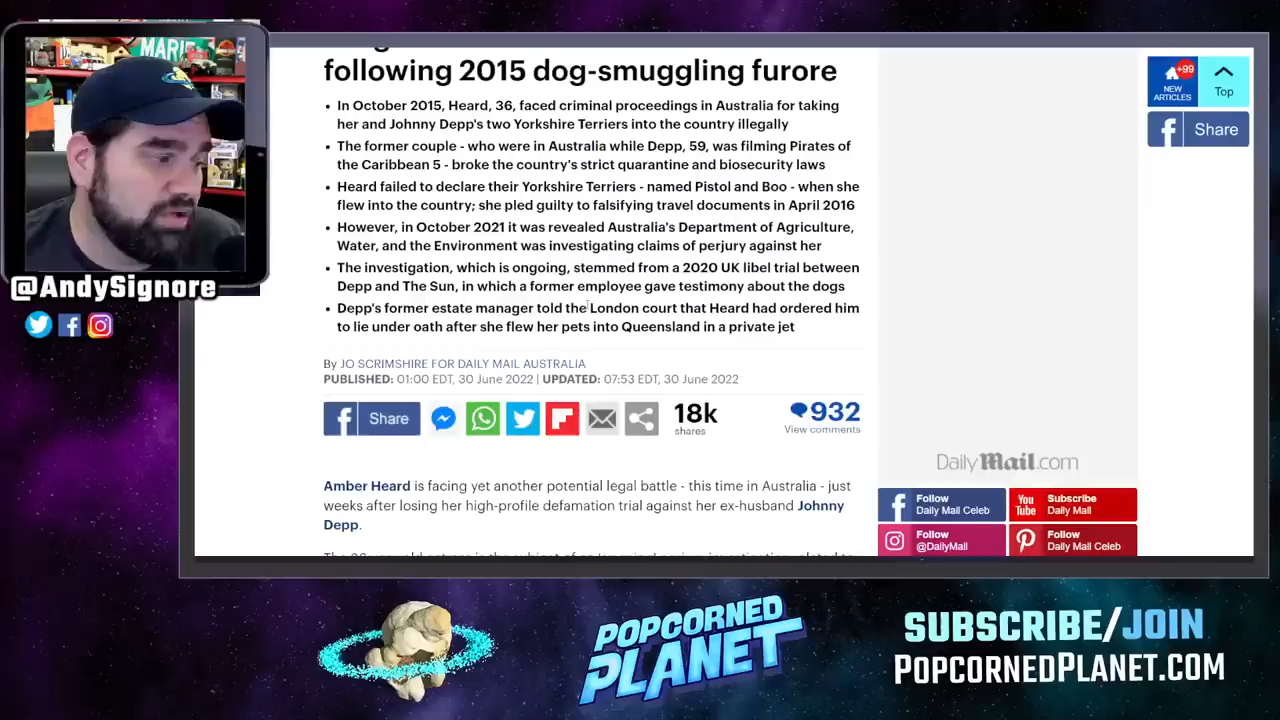 MARIE
@AndySignore
following 2015 dog-smuggling furore
• In October 2015, Heard, 36, faced criminal proceedings in Australia for taking
her and Johnny Depp's two Yorkshire Terriers into the country illegally
• The former couple - who were in Australia while Depp, 59, was filming Pirates of
the Caribbean 5 - broke the country's strict quarantine and biosecurity laws
• Heard failed to declare their Yorkshire Terriers - named Pistol and Boo - when she
flew into the country; she pled guilty to falsifying travel documents in April 2016
• However, in October 2021 it was revealed Australia's Department of Agriculture,
Water, and the Environment was investigating claims of perjury against her
• The investigation, which is ongoing, stemmed from a 2020 UK libel trial between
Depp and The Sun, in which a former employee gave testimony about the dogs
• Depp's former estate manager told the London court that Heard had ordered him
to lie under oath after she flew her pets into Queensland in a private jet
By JO SCRIMSHIRE FOR DAILY MAIL AUSTRALIA
PUBLISHED: 01:00 EDT, 30 June 2022 | UPDATED: 07:53 EDT, 30 June 2022
Share
18k
shares
932
View comments
Amber Heard is facing yet another potential legal battle - this time in Australia - just
weeks after losing her high-profile defamation trial against her ex-husband Johnny
Depp.
+99
NEW
ARTICLES
Top
Share
DailyMail.com
Follow
Daily Mail Celeb
You
Tube
Subscribe
Daily Mail
Follow
@DailyMail
Follow
Daily Mail Celeb
POPCORNED
PLANET
SUBSCRIBE/JOIN
POPCORNEDPLANET.COM